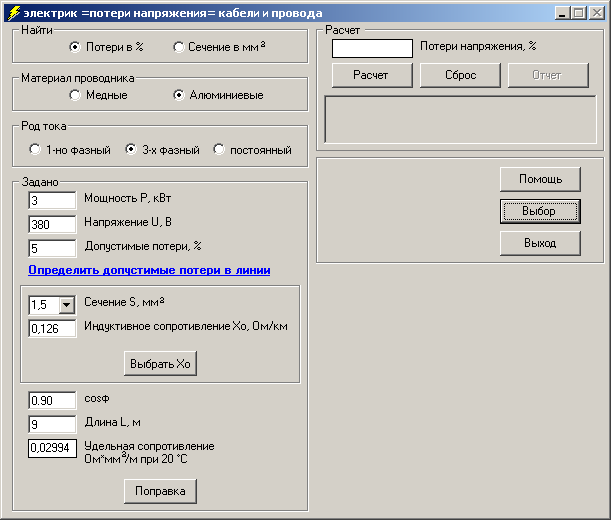 электрик =потери напряжения= кабели и провода
Найти
Потери в %
Сечение в мм²
Материал проводника
Медные
Алюминиевые
Род тока
1-но фазный
3-х фазный
постоянный
Задано
3
Мощность P, кВт
380
Напряжение U, В
5
Допустимые потери, %
Определить допустимые потери в линии
1,5
Сечение S, мм²
0,126
Индуктивное сопротивление Xo, Ом/км
Выбрать Xo
0.90
cosф
9
Длина L, м
0,02994
Удельная сопротивление
Ом*мм²/м при 20 °C
Поправка
Расчет
Потери напряжения, %
Расчет
Сброс
Отчет
Помощь
Выбор
Выход